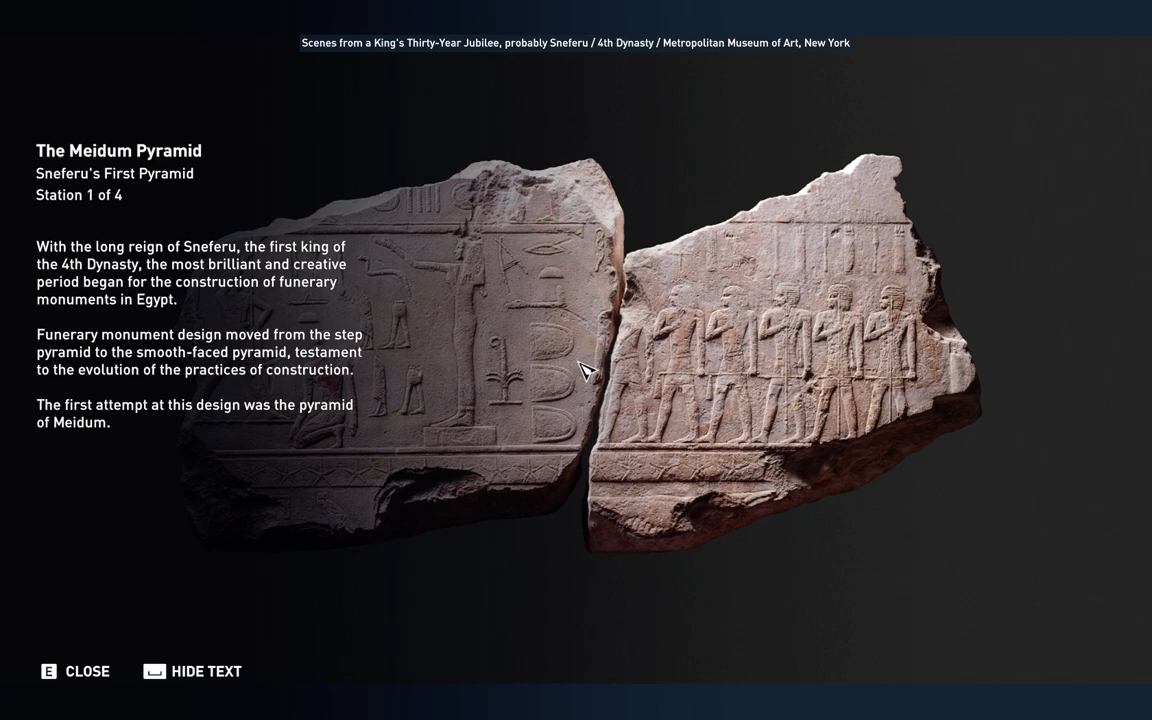 Scenes from a King's Thirty-Year Jubilee, probably Sneferu / 4th Dynasty / Metropolitan Museum of Art, New York
The Meidum Pyramid
Sneferu's First Pyramid
Station 1 of 4
With the long reign of Sneferu, the first king of
the 4th Dynasty, the most brilliant and creative
period began for the construction of funerary
monuments in Egypt.
Funerary monument design moved from the step
pyramid to the smooth-faced pyramid, testament
to the evolution of the practices of construction.
The first attempt at this design was the pyramid
of Meidum.
E CLOSE HIDE TEXT